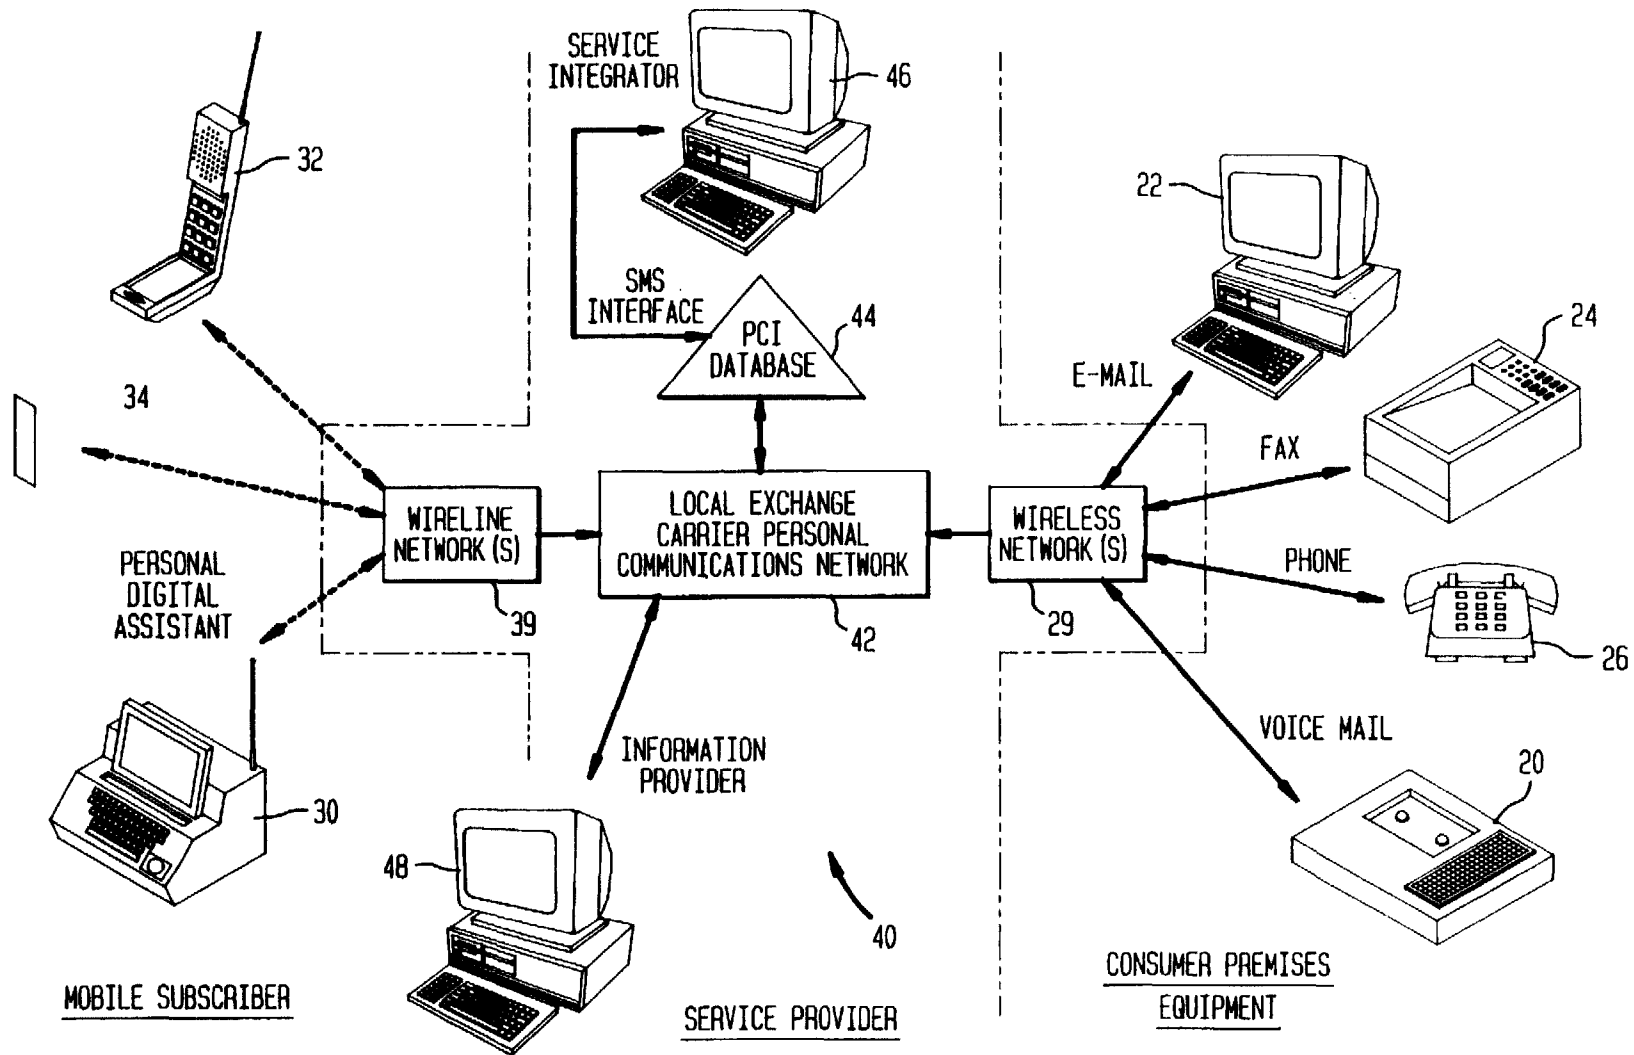 SERVICE
INTEGRATOR
46
32
22
SMS
INTERFACE
44
PCI
DATABASE
24
E-MAIL
34
FAX
WIRELINE
NETWORK(S)
39
LOCAL EXCHANGE
CARRIER PERSONAL
COMMUNICATIONS NETWORK
42
WIRELESS
NETWORK(S)
29
PHONE
26
PERSONAL
DIGITAL
ASSISTANT
30
INFORMATION
PROVIDER
VOICE MAIL
20
48
40
MOBILE SUBSCRIBER
SERVICE PROVIDER
CONSUMER PREMISES
EQUIPMENT